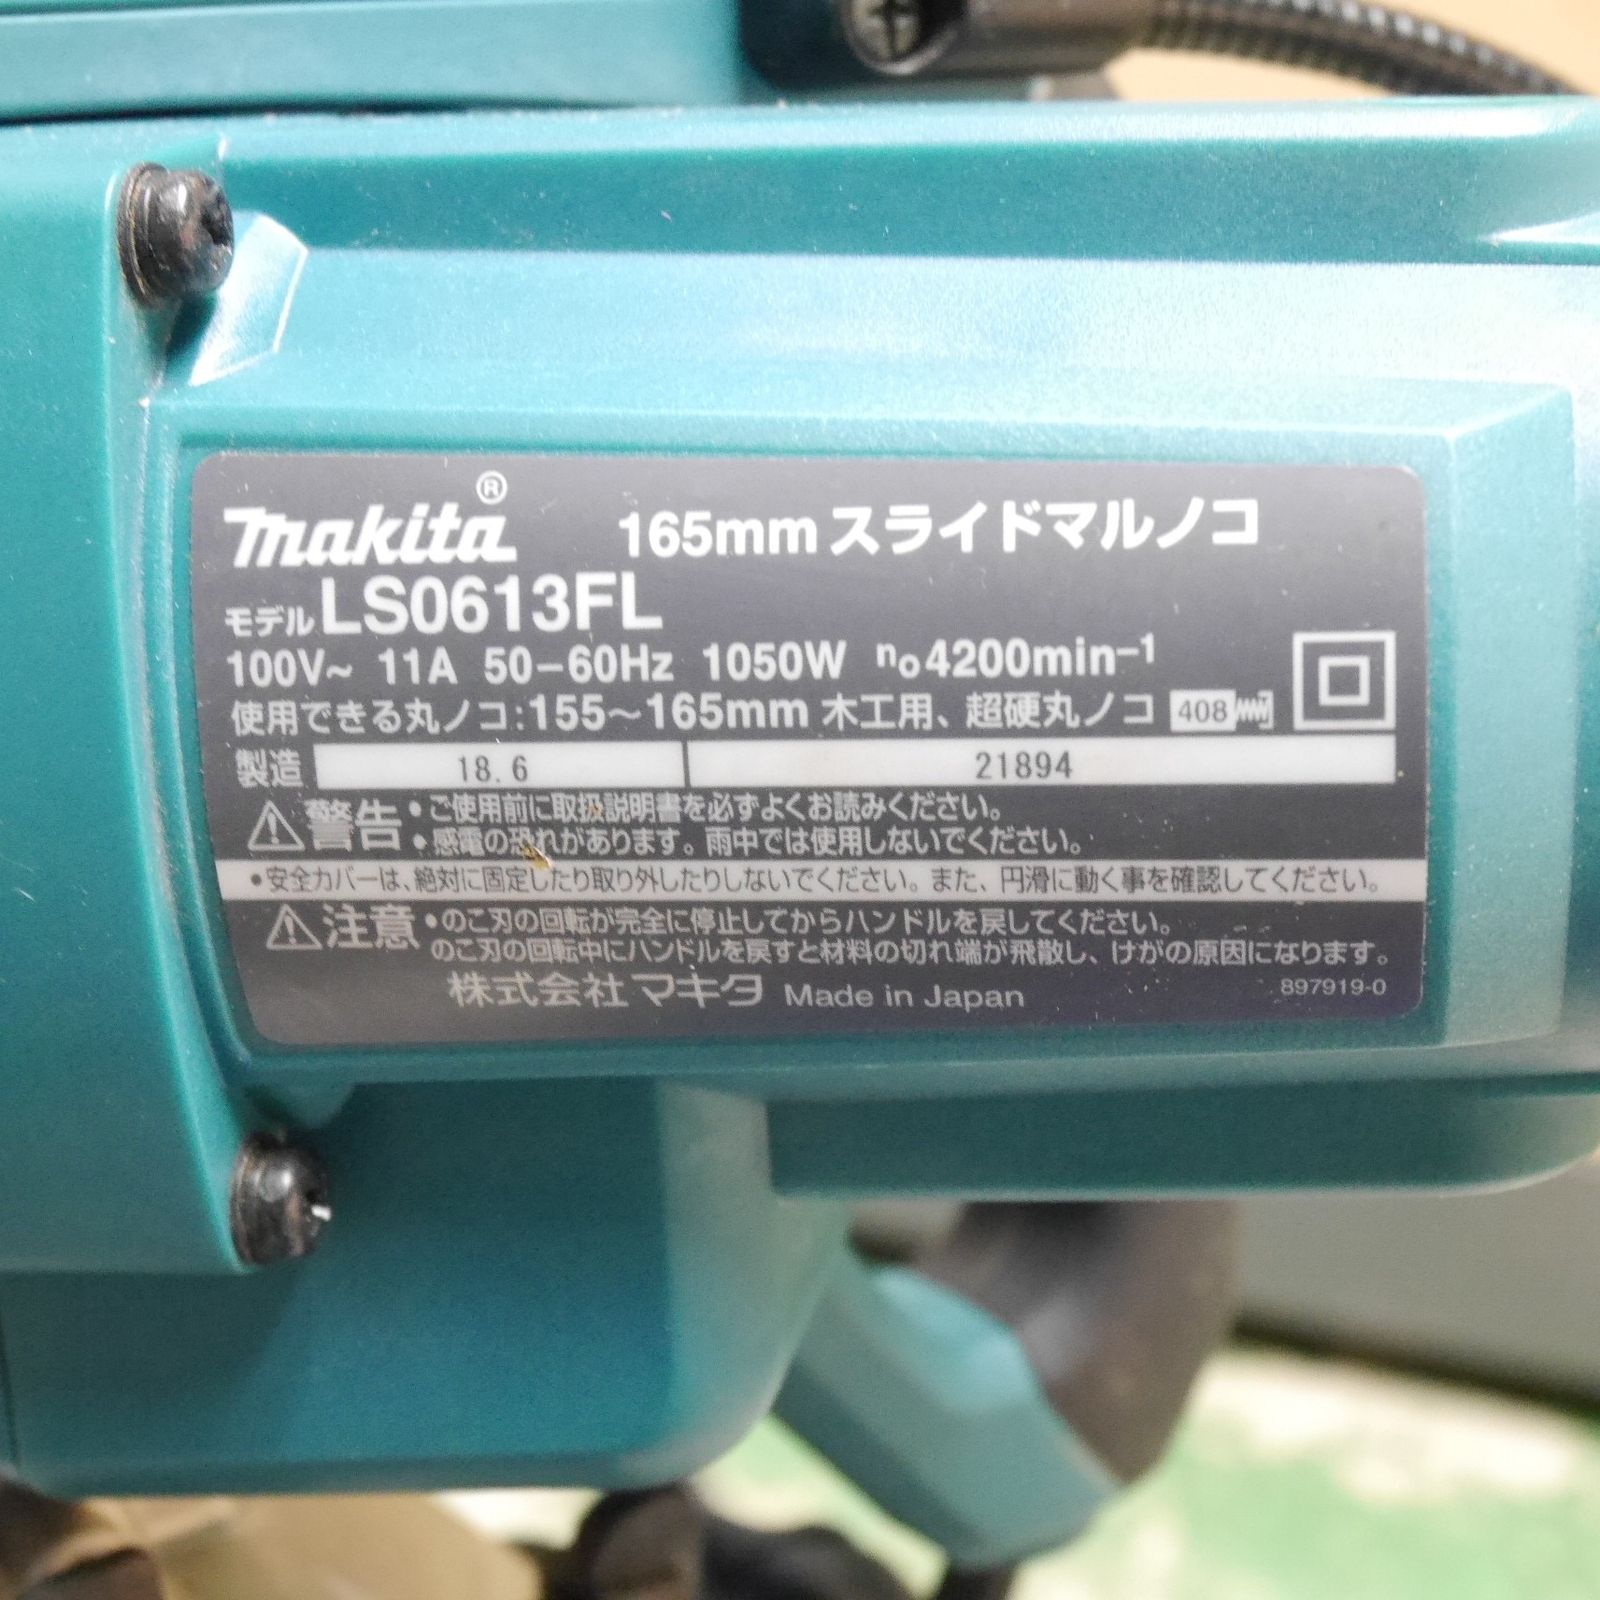 makita® 165mmスライドマルノコ
モデル LS0613FL
100V~ 11A 50-60Hz 1050W no4200min-1
使用できる丸ノコ:155~165mm 木工用、超硬丸ノコ 408
製造 18.6 21894
警告 ・ご使用前に取扱説明書を必ずよくお読みください。
・感電の恐れがあります。雨中では使用しないでください。
・安全カバーは、絶対に固定したり取り外したりしないでください。また、円滑に動く事を確認してください。
注意 ・のこ刃の回転が完全に停止してからハンドルを戻してください。
のこ刃の回転中にハンドルを戻すと材料の切れ端が飛散し、けがの原因になります。
株式会社マキタ Made in Japan 897919-0